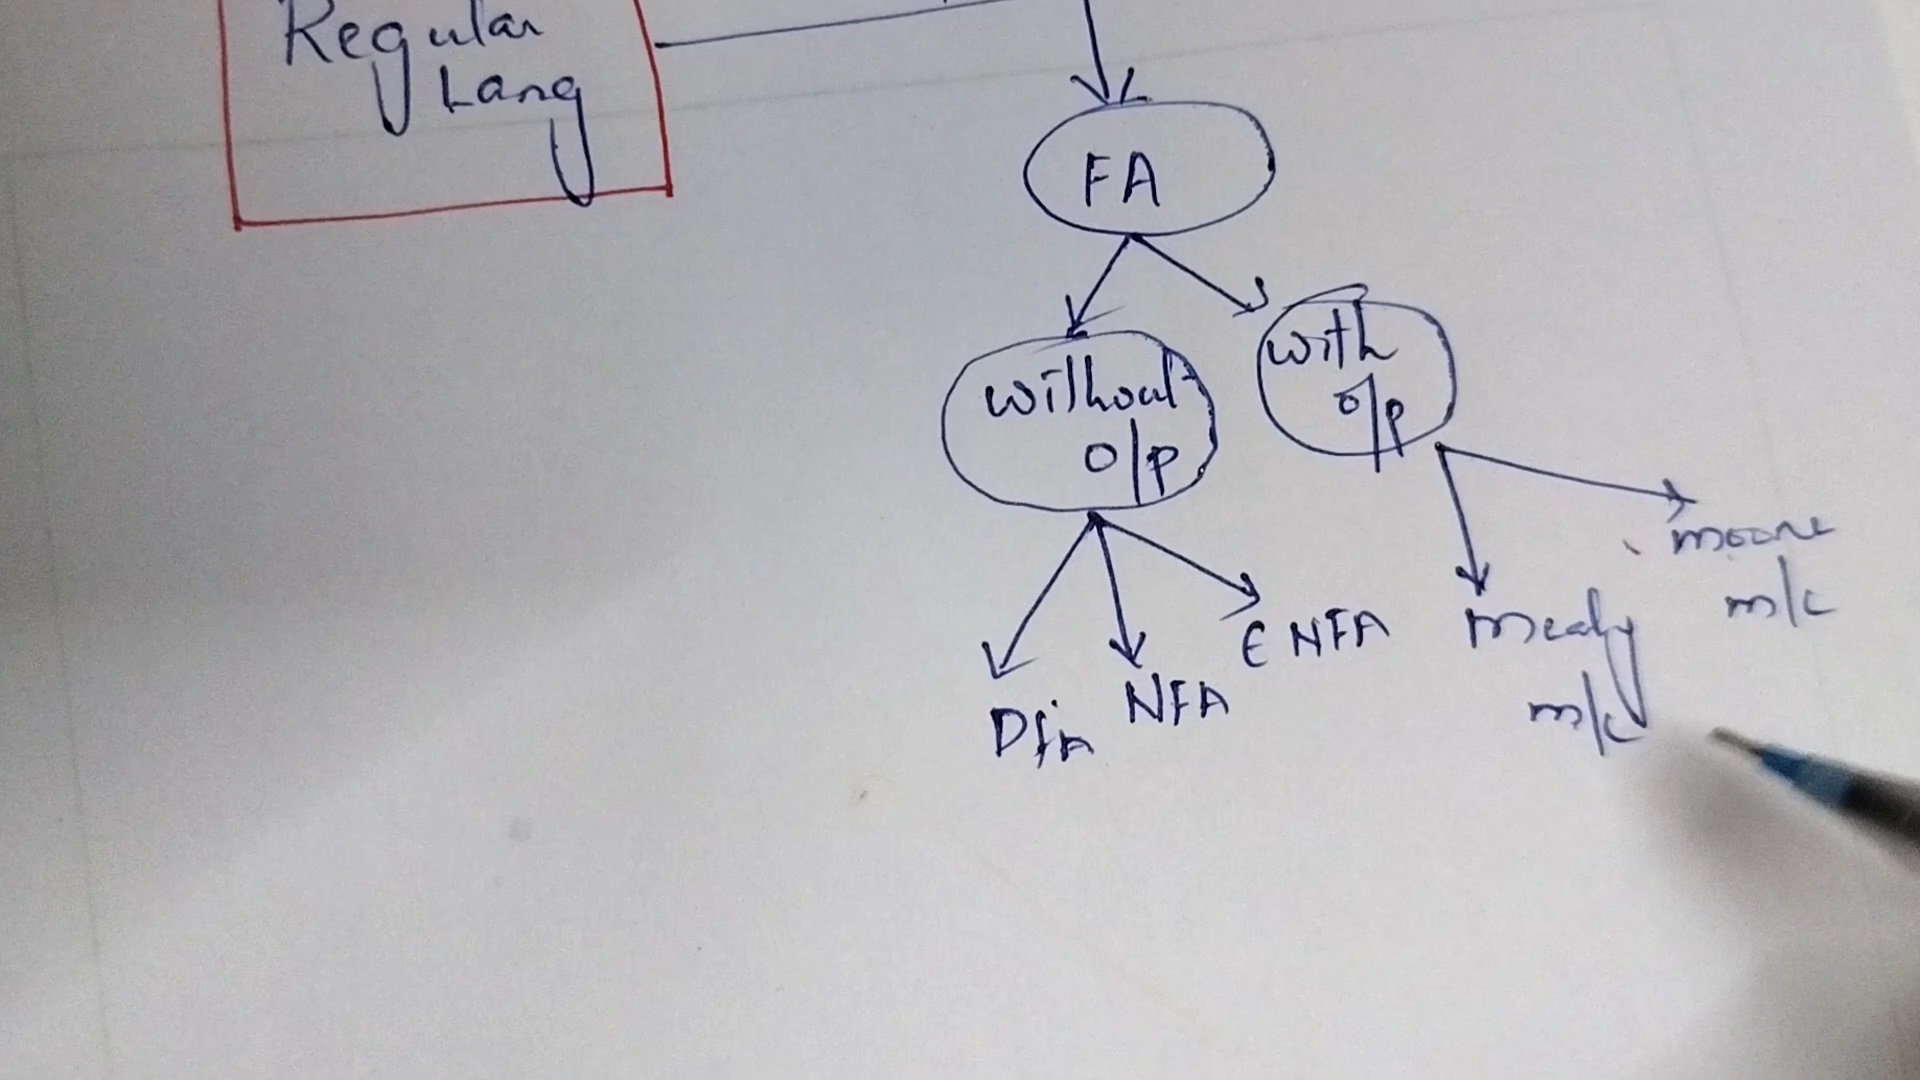 Regular
Lang
FA
without
o/p
with
o/p
DfA
NFA
ϵ NFA
mealy
m/c
moore
m/c